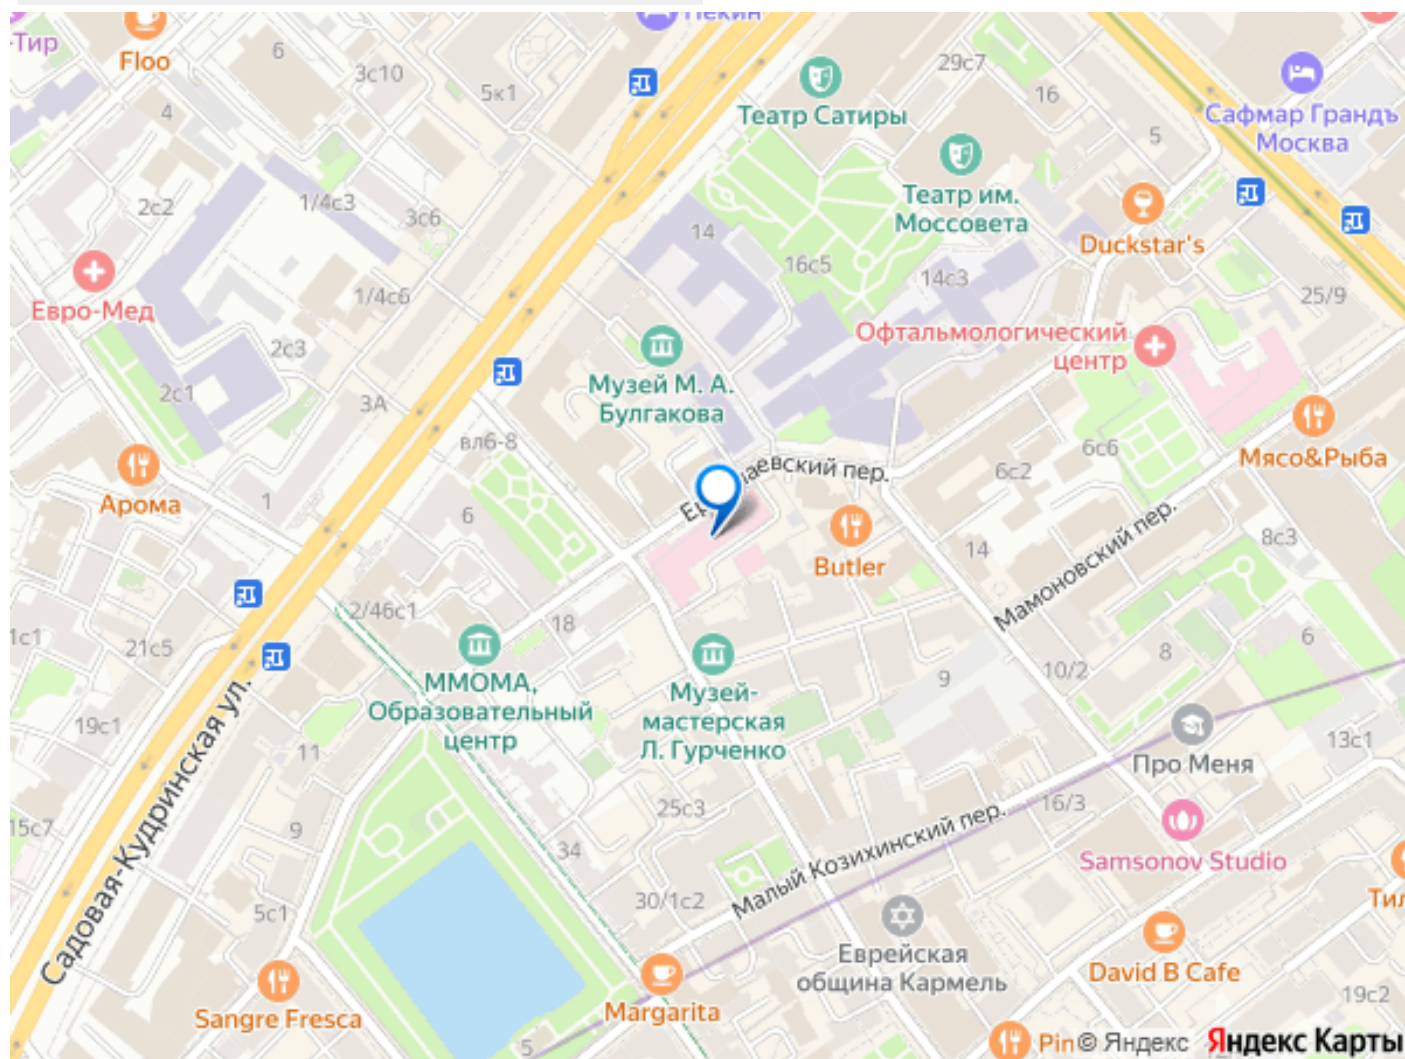 Пекин
-Тир
Floo
6
3с10
5к1
29с7
16
Театр Сатиры
Сафмар Грандъ
Москва
4
5
Театр им.
Моссовета
2с2
1/4с3
3с6
14
Duckstar's
16с5
14с3
Евро-Мед
1/4с6
25/9
2с3
Офтальмологический
центр
Музей М. А.
Булгакова
2с1
3А
вл6-8
6с6
Мясо&Рыба
Арома
1
6
6с2
Butler
14
Мамоновский пер.
8с3
2/46с1
18
1с1
21с5
6
8
ММОМА,
Образовательный
центр
Музей-
мастерская
Л. Гурченко
9
10/2
19с1
11
Садовая-Кудринская ул.
13с1
Про Меня
15с7
9
25с3
16/3
Малый Козихинский пер.
34
Samsonov Studio
30/1с2
5с1
Еврейская
община Кармель
David B Cafe
Sangre Fresca
Margarita
19с2
5
Pin
© Яндекс
Яндекс Карты